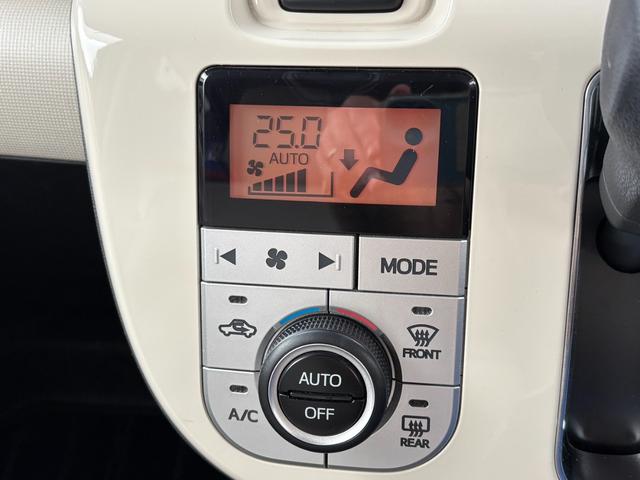 25.0
AUTO
MODE
FRONT
AUTO
OFF
A/C
REAR